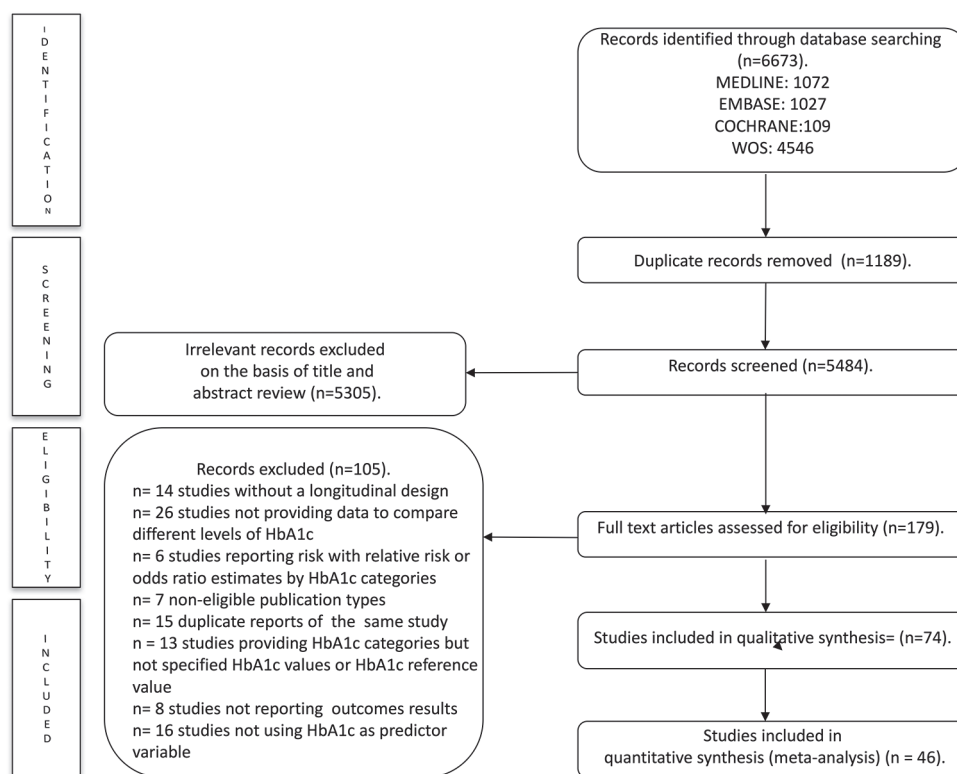 IDENTIFICATION
Records identified through database searching
(n=6673).
MEDLINE: 1072
EMBASE: 1027
COCHRANE:109
WOS: 4546
SCREENING
Duplicate records removed (n=1189).
Records screened (n=5484).
Irrelevant records excluded
on the basis of title and
abstract review (n=5305).
ELIGIBILITY
Full text articles assessed for eligibility (n=179).
Records excluded (n=105).
n= 14 studies without a longitudinal design
n= 26 studies not providing data to compare
different levels of HbA1c
n= 6 studies reporting risk with relative risk or
odds ratio estimates by HbA1c categories
n= 7 non-eligible publication types
n= 15 duplicate reports of the same study
n = 13 studies providing HbA1c categories but
not specified HbA1c values or HbA1c reference
value
n= 8 studies not reporting outcomes results
n= 16 studies not using HbA1c as predictor
variable
INCLUDED
Studies included in qualitative synthesis= (n=74).
Studies included in
quantitative synthesis (meta-analysis) (n = 46).